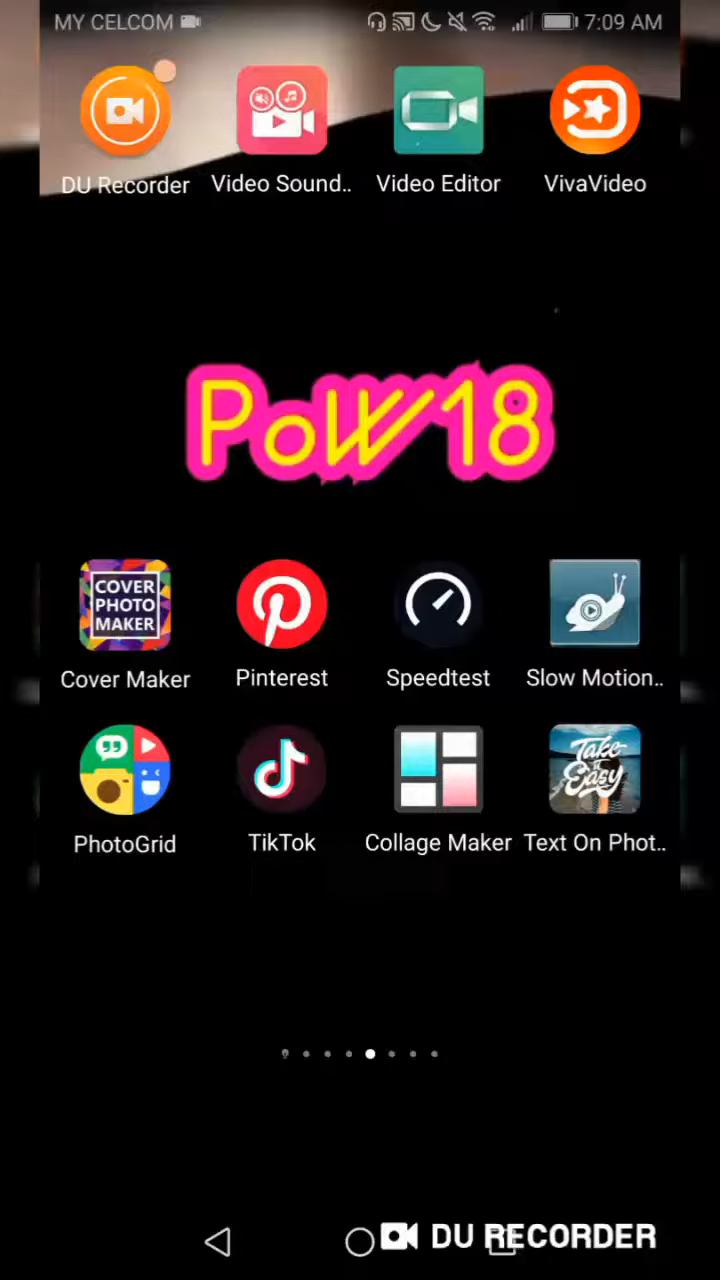 MY CELCOM
7:09 AM
DU Recorder
Video Sound..
Video Editor
VivaVideo
PoW18
COVER
PHOTO
MAKER
Cover Maker
Pinterest
Speedtest
Slow Motion..
Take
it
Easy
PhotoGrid
TikTok
Collage Maker
Text On Phot..
DU RECORDER